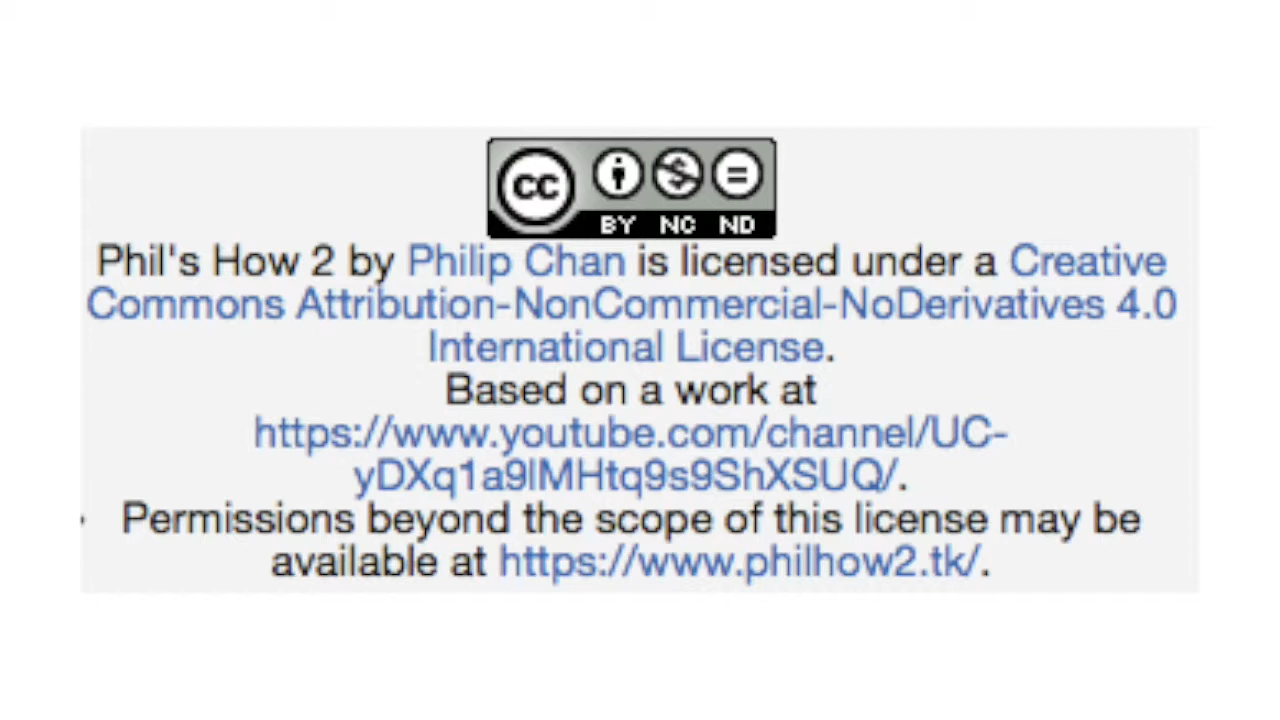 CC BY NC ND
Phil's How 2 by Philip Chan is licensed under a Creative
Commons Attribution-NonCommercial-NoDerivatives 4.0
International License.
Based on a work at
https://www.youtube.com/channel/UC-
yDXq1a9lMHtq9s9ShXSUQ/.
Permissions beyond the scope of this license may be
available at https://www.philhow2.tk/.